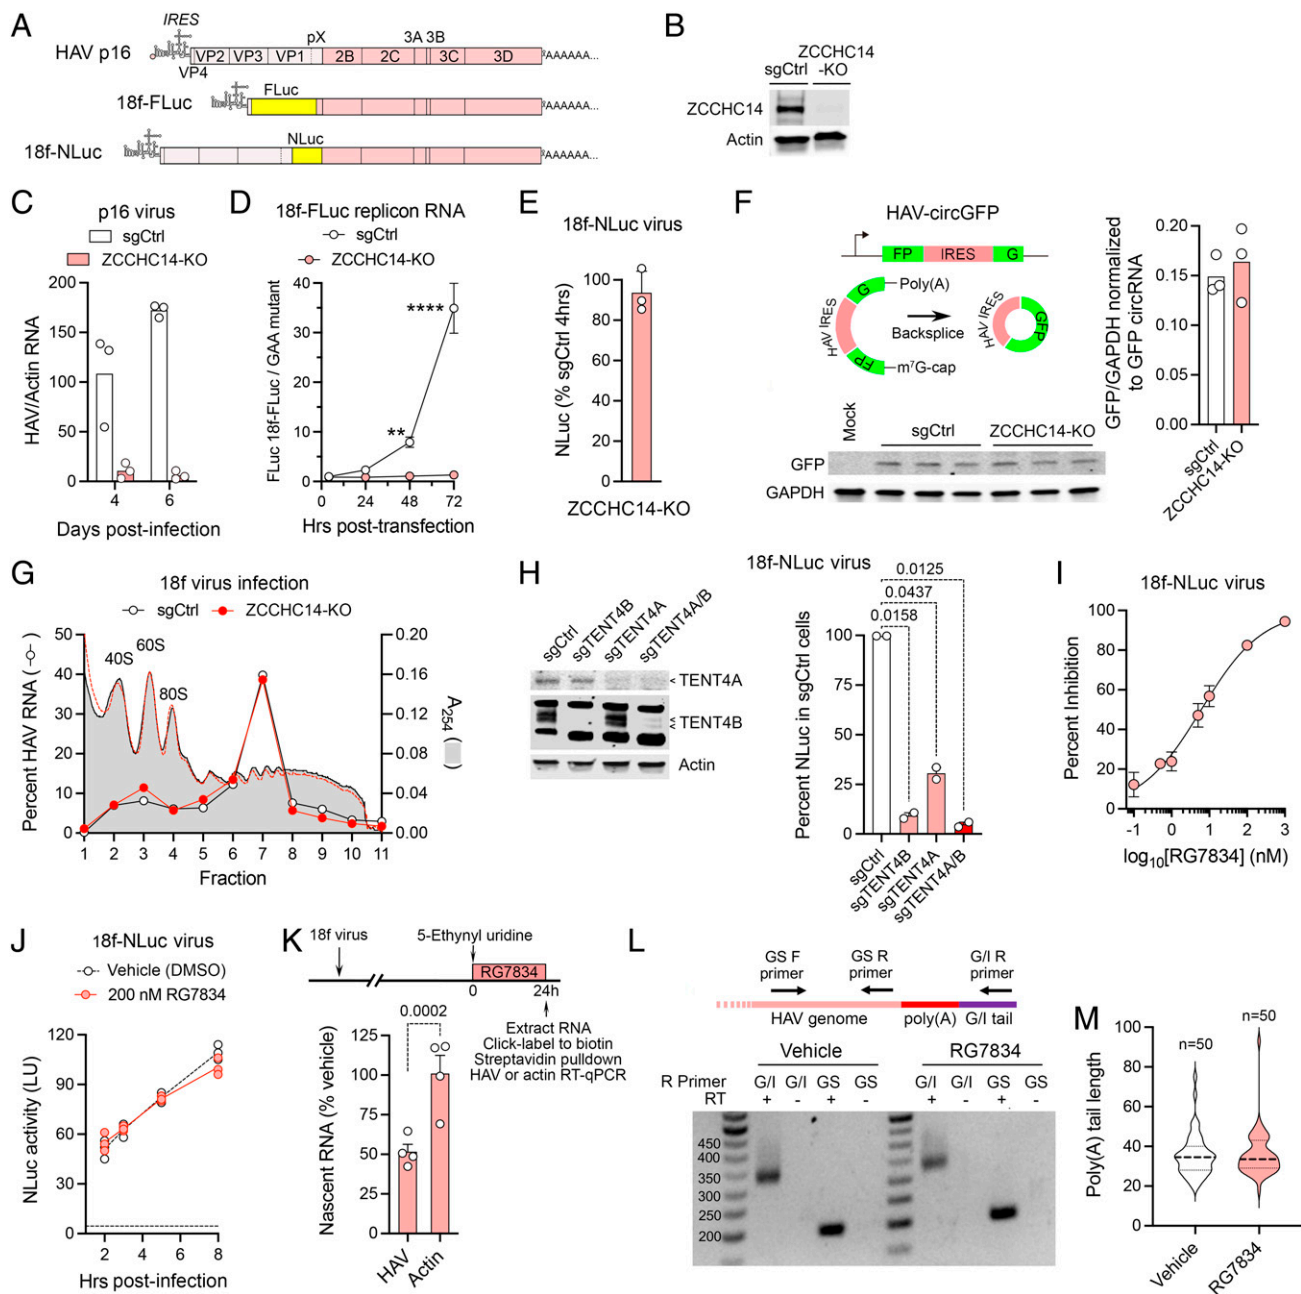 A
IRES
HAV p16
VP4
VP2
VP3
VP1
pX
2B
2C
3A
3B
3C
3D
AAAAAA...
18f-FLuc
FLuc
AAAAAA...
18f-NLuc
NLuc
AAAAAA...
B
sgCtrl
ZCCHC14
-KO
ZCCHC14
Actin
C
p16 virus
sgCtrl
ZCCHC14-KO
HAV/Actin RNA
200
150
100
50
0
4
6
Days post-infection
D
18f-FLuc replicon RNA
sgCtrl
ZCCHC14-KO
FLuc 18f-FLuc / GAA mutant
40
30
20
10
0
**
****
0
24
48
72
Hrs post-transfection
E
18f-NLuc virus
NLuc (% sgCtrl 4hrs)
100
80
60
40
20
0
ZCCHC14-KO
F
HAV-circGFP
FP
IRES
G
G
Poly(A)
HAV IRES
FP
m⁷G-cap
Backsplice
HAV IRES
GFP
Mock
sgCtrl
ZCCHC14-KO
GFP
GAPDH
GFP/GAPDH normalized
to GFP circRNA
0.20
0.15
0.10
0.05
0.00
sgCtrl
ZCCHC14-KO
G
18f virus infection
sgCtrl
ZCCHC14-KO
Percent HAV RNA (-o-)
50
40
30
20
10
0
40S
60S
80S
0.20
0.16
0.12
0.08
0.04
0.00
A₂₅₄ ( )
1 2 3 4 5 6 7 8 9 10 11
Fraction
H
sgCtrl
sgTENT4B
sgTENT4A
sgTENT4A/B
< TENT4A
TENT4B
Actin
18f-NLuc virus
Percent NLuc in sgCtrl cells
0.0125
0.0437
0.0158
100
75
50
25
0
sgCtrl
sgTENT4B
sgTENT4A
sgTENT4A/B
I
18f-NLuc virus
Percent Inhibition
100
80
60
40
20
0
-1 0 1 2 3
log₁₀[RG7834] (nM)
J
18f-NLuc virus
Vehicle (DMSO)
200 nM RG7834
NLuc activity (LU)
120
90
60
30
0
2 4 6 8
Hrs post-infection
K
18f virus
5-Ethynyl uridine
RG7834
0
24h
Extract RNA
Click-label to biotin
Streptavidin pulldown
HAV or actin RT-qPCR
0.0002
Nascent RNA (% vehicle)
125
100
75
50
25
0
HAV
Actin
L
GS F
primer
GS R
primer
G/I R
primer
HAV genome
poly(A)
G/I tail
Vehicle
RG7834
R Primer G/I G/I GS GS G/I G/I GS GS
RT + - + - + - + -
450
400
350
300
250
200
M
Poly(A) tail length
100
80
60
40
20
0
n=50
n=50
Vehicle
RG7834